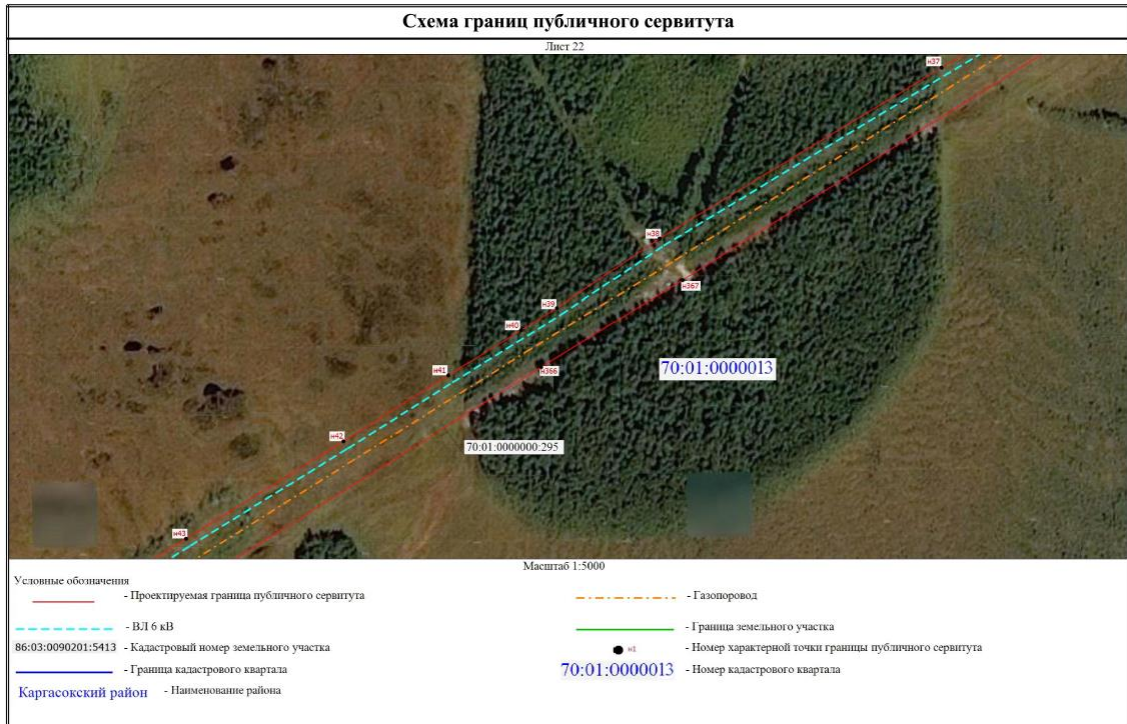 Схема границ публичного сервитута
Лист 22
н37
н38
н367
н39
н40
н41
н366
70:01:0000013
н42
70:01:0000000:295
н43
Масштаб 1:5000
Условные обозначения
- Проектируемая граница публичного сервитута
- Газопоровод
- ВЛ 6 кВ
- Граница земельного участка
86:03:0090201:5413 - Кадастровый номер земельного участка
н1 - Номер характерной точки границы публичного сервитута
- Граница кадастрового квартала
70:01:0000013 - Номер кадастрового квартала
Каргасокский район - Наименование района